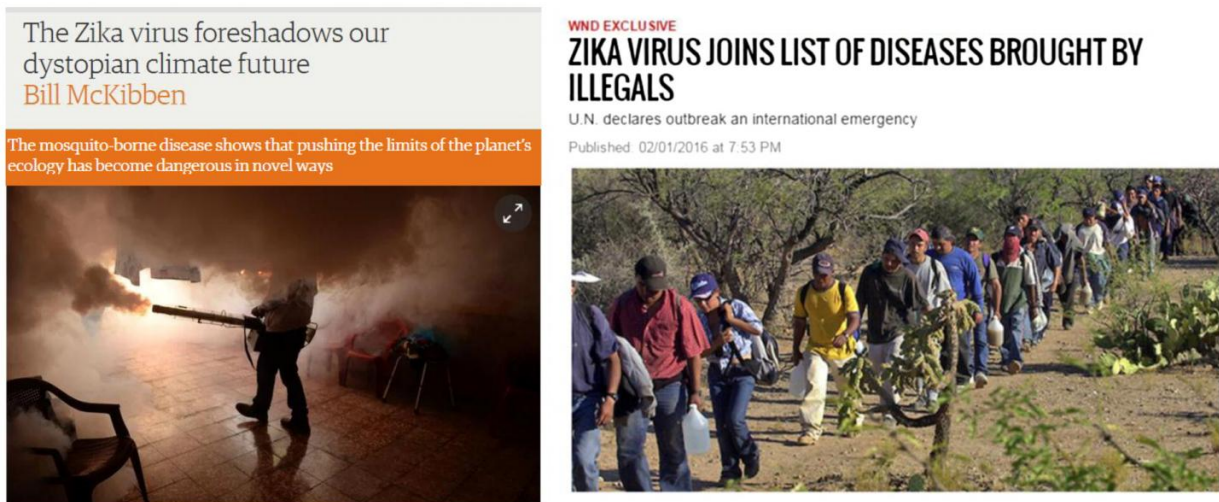 The Zika virus foreshadows our
dystopian climate future
Bill McKibben
The mosquito-borne disease shows that pushing the limits of the planet's
ecology has become dangerous in novel ways
WND EXCLUSIVE
ZIKA VIRUS JOINS LIST OF DISEASES BROUGHT BY
ILLEGALS
U.N. declares outbreak an international emergency
Published: 02/01/2016 at 7:53 PM